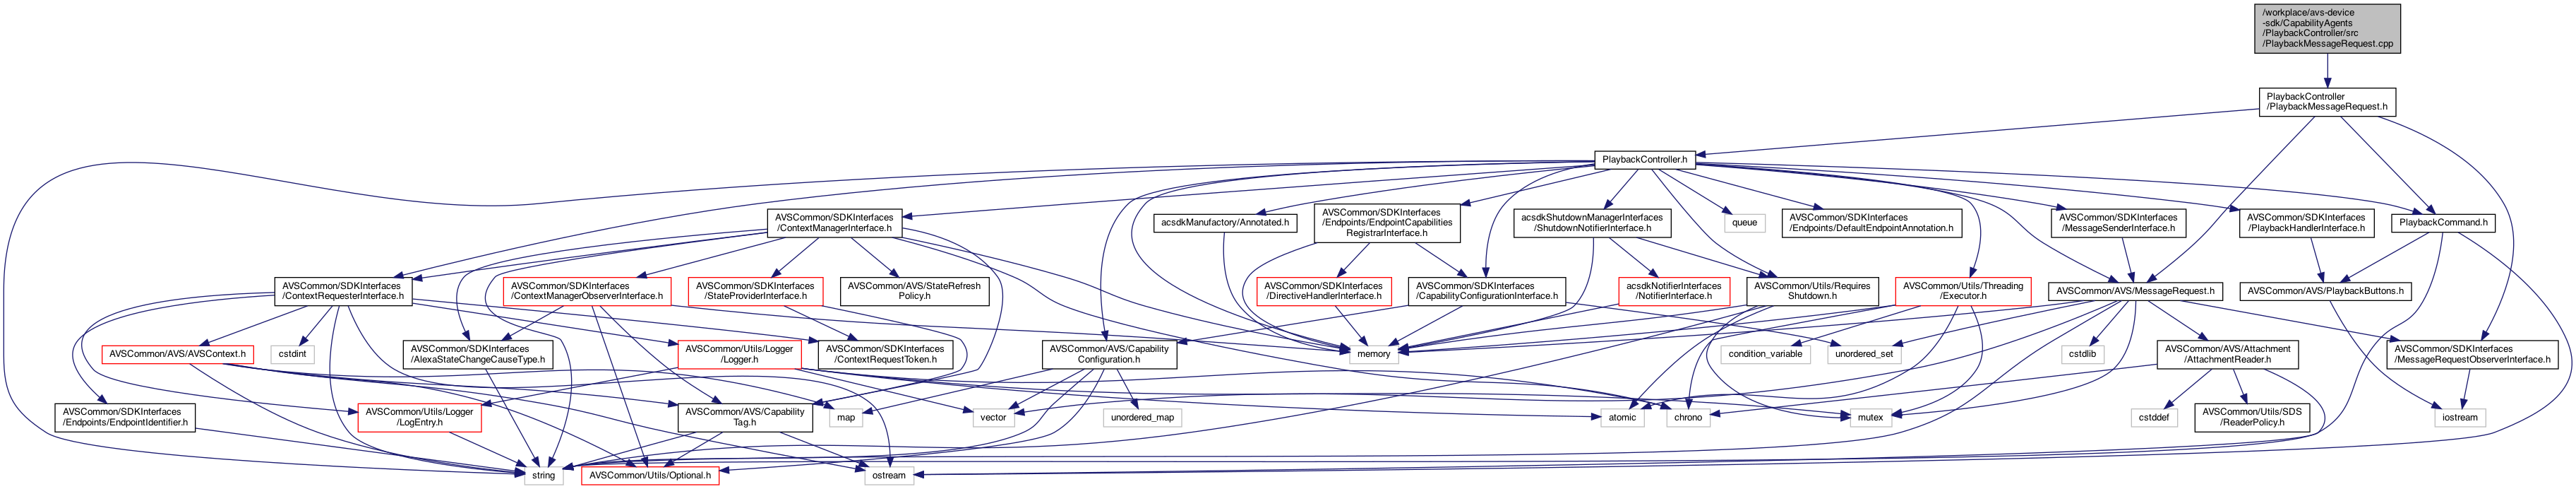 /workplace/avs-device
-sdk/CapabilityAgents
/PlaybackController/src
/PlaybackMessageRequest.cpp
PlaybackController
/PlaybackMessageRequest.h
PlaybackController.h
AVSCommon/SDKInterfaces
/ContextManagerInterface.h
acsdkManufactory/Annotated.h
AVSCommon/SDKInterfaces
/Endpoints/EndpointCapabilities
RegistrarInterface.h
acsdkShutdownManagerInterfaces
/ShutdownNotifierInterface.h
queue
AVSCommon/SDKInterfaces
/Endpoints/DefaultEndpointAnnotation.h
AVSCommon/SDKInterfaces
/MessageSenderInterface.h
AVSCommon/SDKInterfaces
/PlaybackHandlerInterface.h
PlaybackCommand.h
AVSCommon/SDKInterfaces
/ContextRequesterInterface.h
AVSCommon/SDKInterfaces
/ContextManagerObserverInterface.h
AVSCommon/SDKInterfaces
/StateProviderInterface.h
AVSCommon/AVS/StateRefresh
Policy.h
AVSCommon/SDKInterfaces
/DirectiveHandlerInterface.h
AVSCommon/SDKInterfaces
/CapabilityConfigurationInterface.h
acsdkNotifierInterfaces
/NotifierInterface.h
AVSCommon/Utils/Requires
Shutdown.h
AVSCommon/Utils/Threading
/Executor.h
AVSCommon/AVS/MessageRequest.h
AVSCommon/AVS/PlaybackButtons.h
AVSCommon/AVS/AVSContext.h
cstdint
AVSCommon/SDKInterfaces
/AlexaStateChangeCauseType.h
AVSCommon/Utils/Logger
/Logger.h
AVSCommon/SDKInterfaces
/ContextRequestToken.h
AVSCommon/AVS/Capability
Configuration.h
memory
condition_variable
unordered_set
cstdlib
AVSCommon/AVS/Attachment
/AttachmentReader.h
AVSCommon/SDKInterfaces
/MessageRequestObserverInterface.h
AVSCommon/SDKInterfaces
/Endpoints/EndpointIdentifier.h
AVSCommon/Utils/Logger
/LogEntry.h
AVSCommon/AVS/Capability
Tag.h
map
vector
unordered_map
atomic
chrono
mutex
cstddef
AVSCommon/Utils/SDS
/ReaderPolicy.h
iostream
string
AVSCommon/Utils/Optional.h
ostream